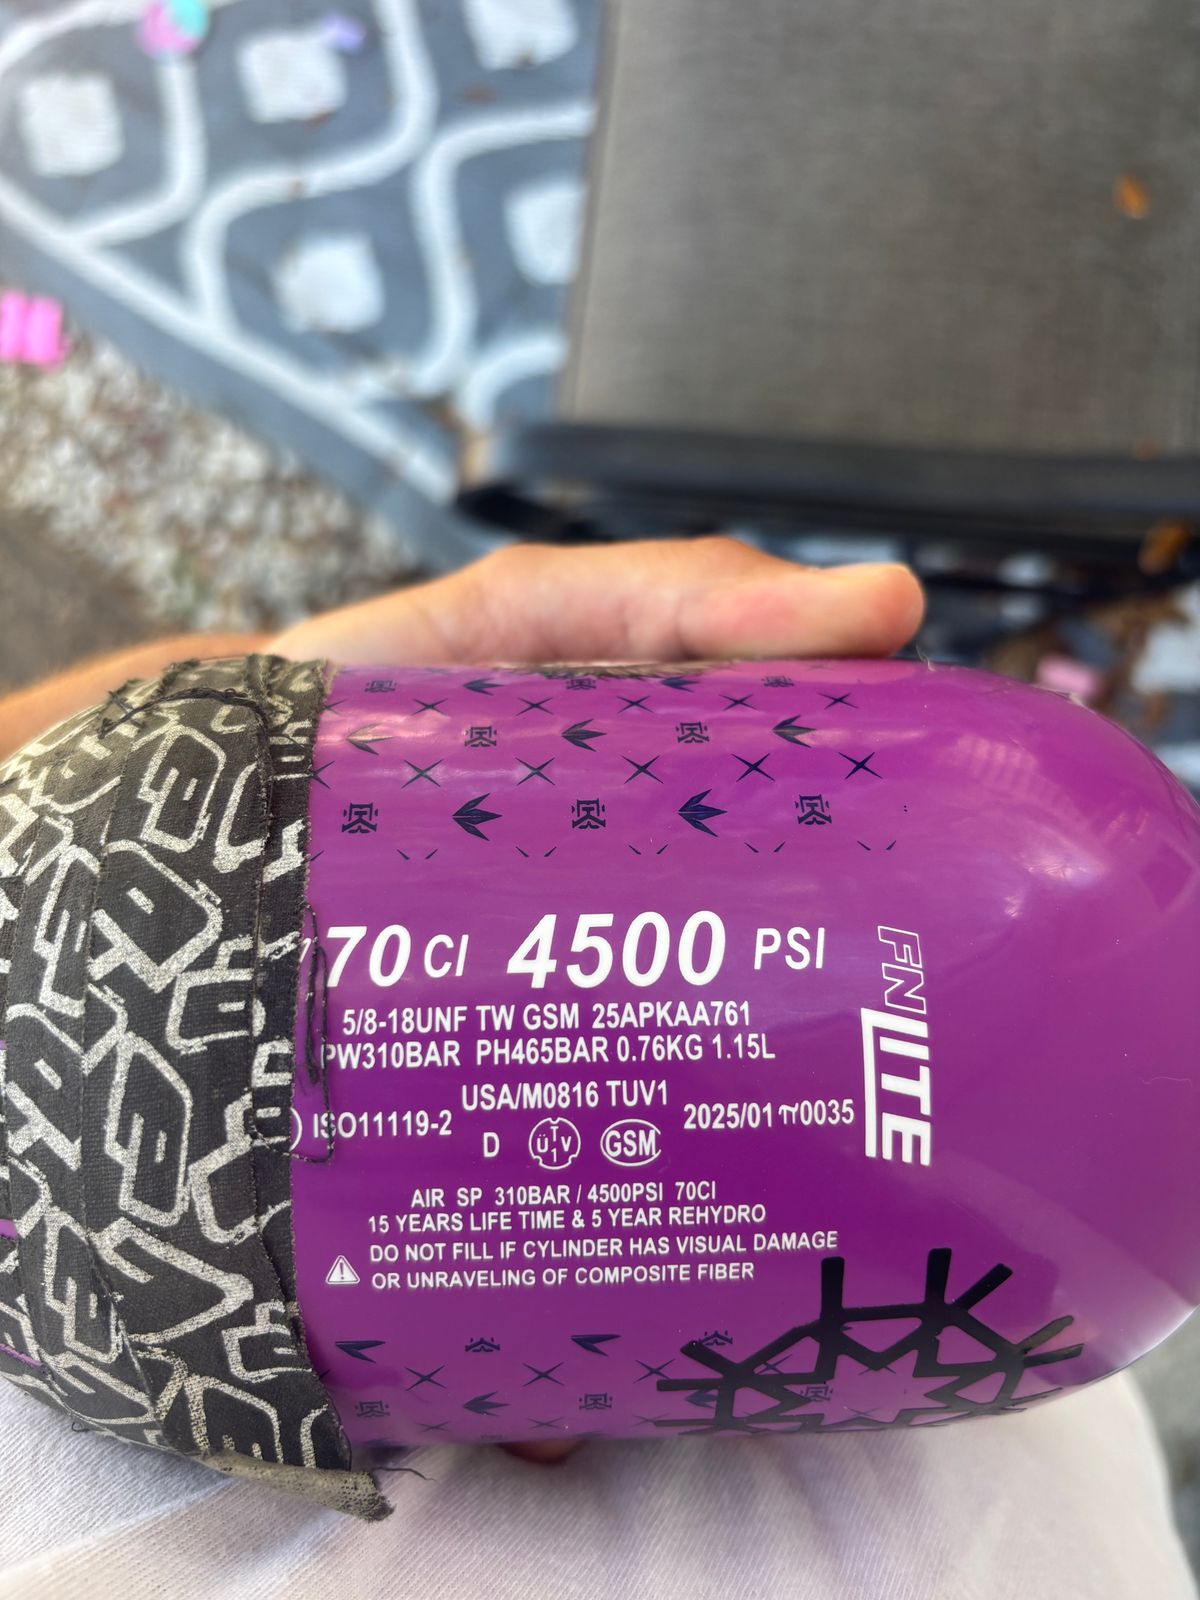 70 CI 4500 PSI
5/8-18UNF TW GSM 25APKAA761
PW310BAR PH465BAR 0.76KG 1.15L
USA/M0816 TUV1
ISO11119-2
D
TÜV1
GSM
2025/01 π0035
AIR SP 310BAR / 4500PSI 70CI
15 YEARS LIFE TIME & 5 YEAR REHYDRO
DO NOT FILL IF CYLINDER HAS VISUAL DAMAGE
OR UNRAVELING OF COMPOSITE FIBER
FNLITE